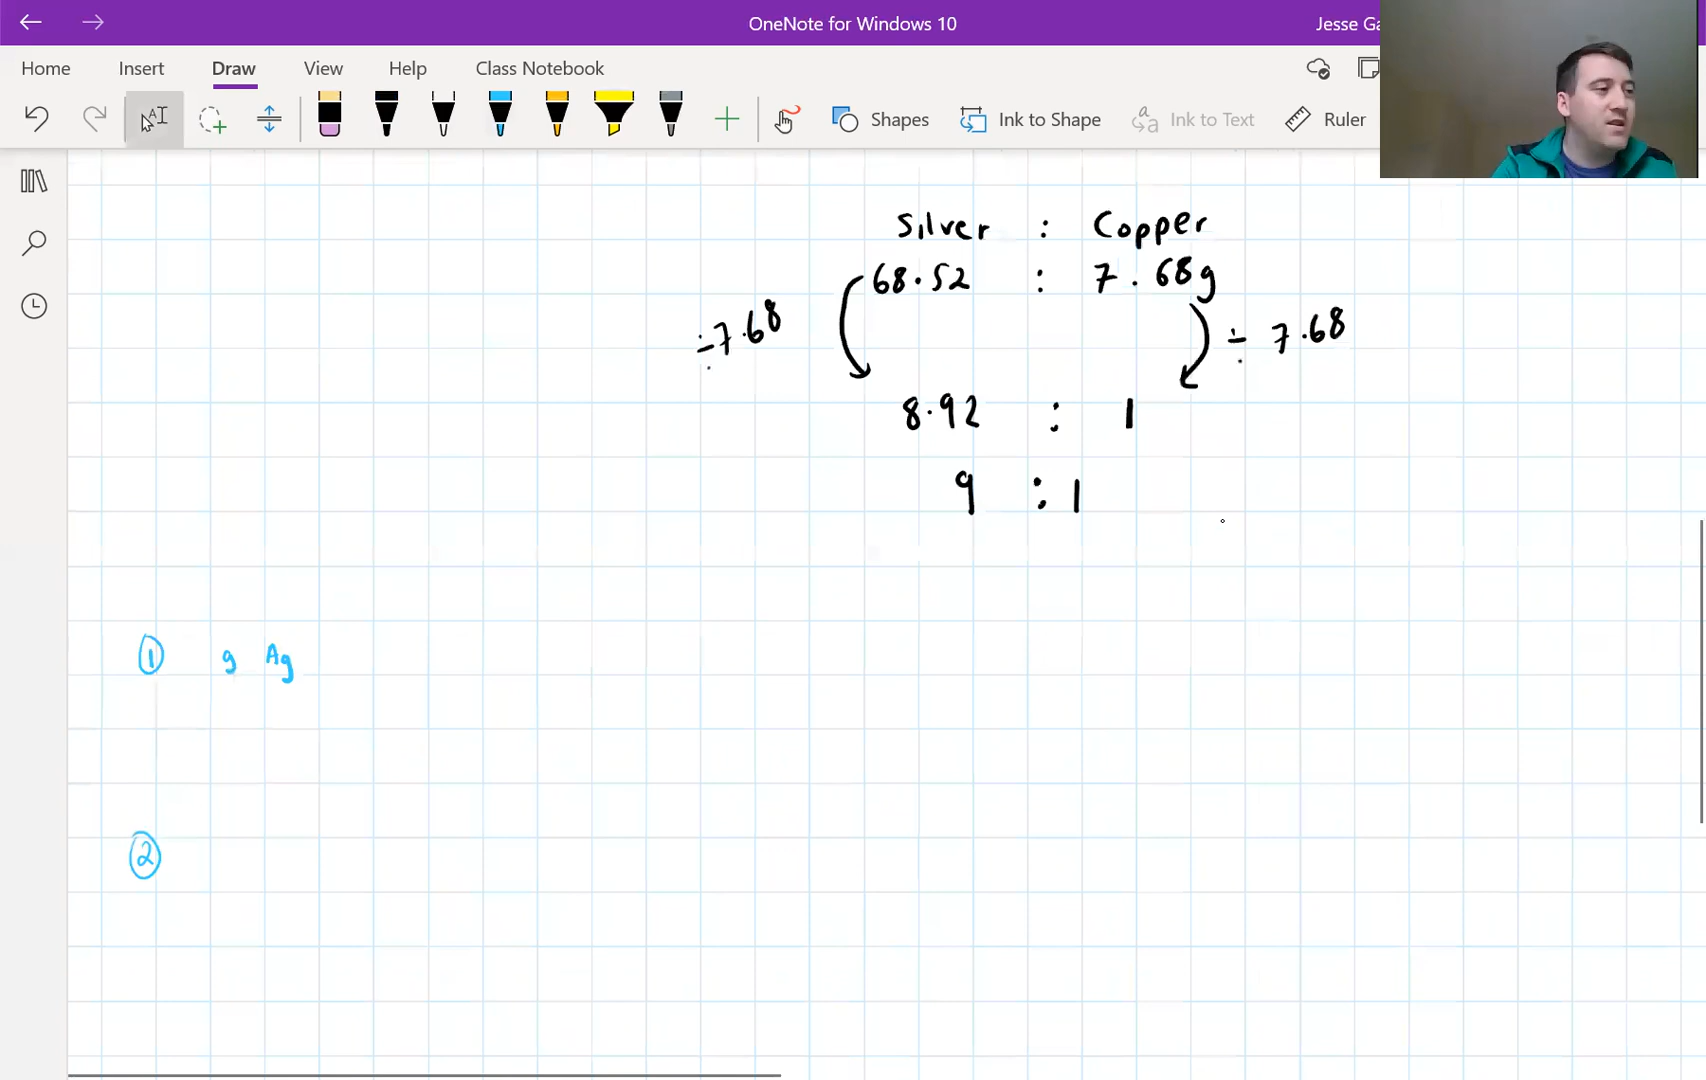 OneNote for Windows 10
Jesse Ga
Home Insert Draw View Help Class Notebook
Shapes Ink to Shape Ink to Text Ruler
Silver : Copper
68.52 : 7.68g
÷7.68 ÷ 7.68
8.92 : 1
9 : 1
① g Ag
②